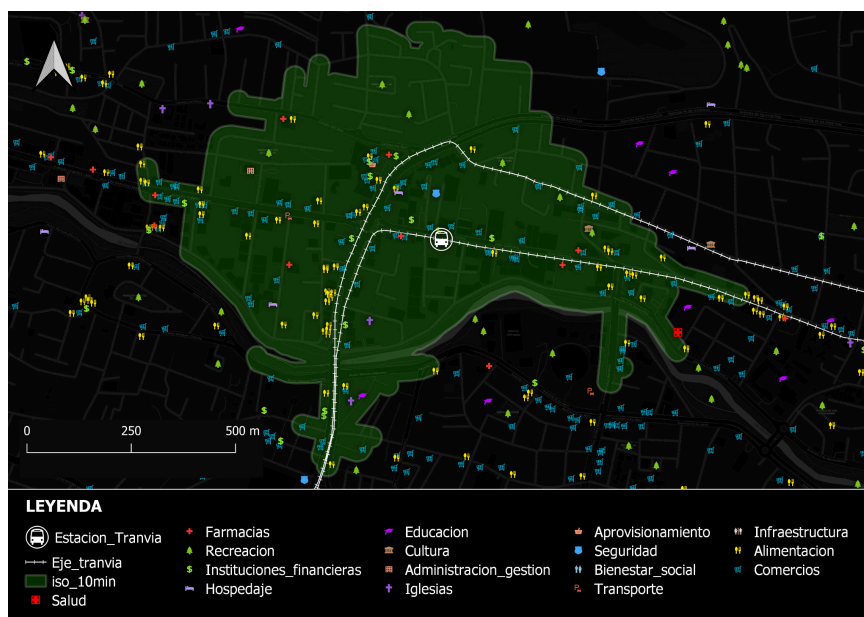 0 250 500 m
LEYENDA
Estacion_Tranvia
Eje_tranvia
iso_10min
Salud
Farmacias
Recreacion
Instituciones_financieras
Hospedaje
Educacion
Cultura
Administracion_gestion
Iglesias
Aprovisionamiento
Seguridad
Bienestar_social
Transporte
Infraestructura
Alimentacion
Comercios